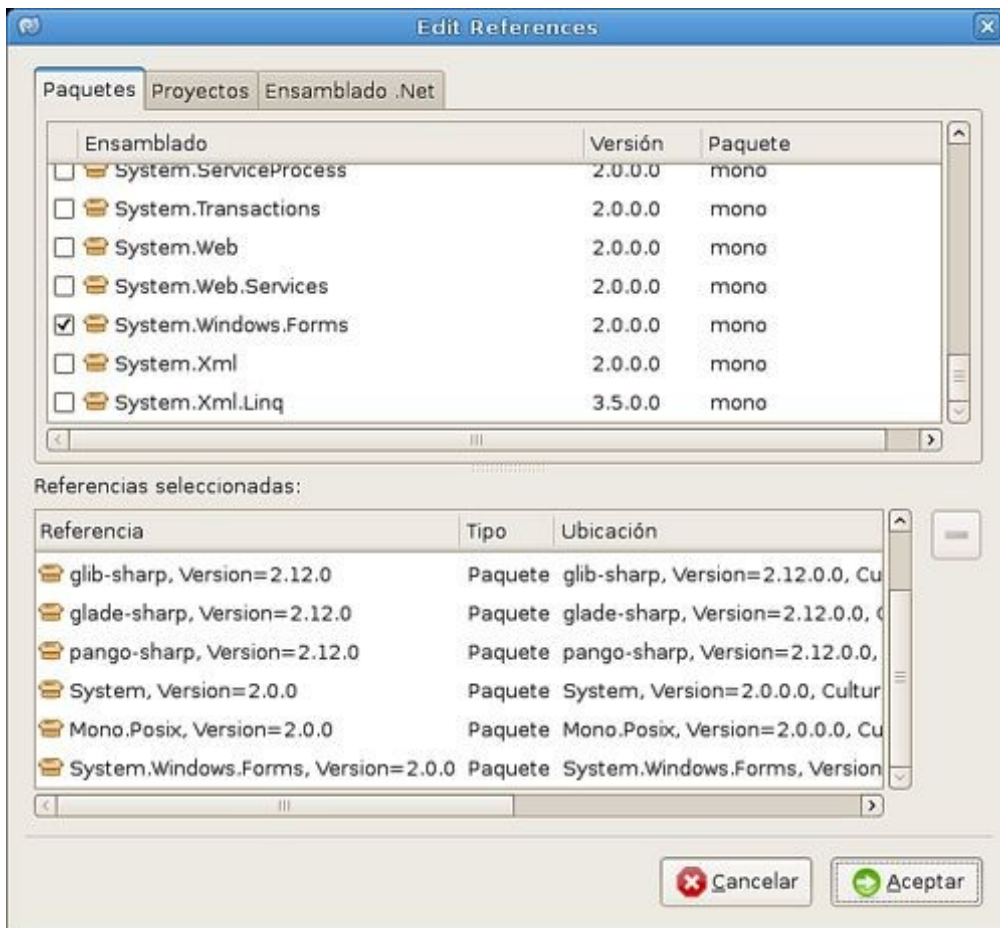 Edit References
Paquetes Proyectos Ensamblado .Net
Ensamblado Versión Paquete
System.ServiceProcess 2.0.0.0 mono
System.Transactions 2.0.0.0 mono
System.Web 2.0.0.0 mono
System.Web.Services 2.0.0.0 mono
System.Windows.Forms 2.0.0.0 mono
System.Xml 2.0.0.0 mono
System.Xml.Linq 3.5.0.0 mono
Referencias seleccionadas:
Referencia Tipo Ubicación
glib-sharp, Version=2.12.0 Paquete glib-sharp, Version=2.12.0.0, Cu
glade-sharp, Version=2.12.0 Paquete glade-sharp, Version=2.12.0.0,
pango-sharp, Version=2.12.0 Paquete pango-sharp, Version=2.12.0.0,
System, Version=2.0.0 Paquete System, Version=2.0.0.0, Cultur
Mono.Posix, Version=2.0.0 Paquete Mono.Posix, Version=2.0.0.0, Cu
System.Windows.Forms, Version=2.0.0 Paquete System.Windows.Forms, Version
Cancelar Aceptar